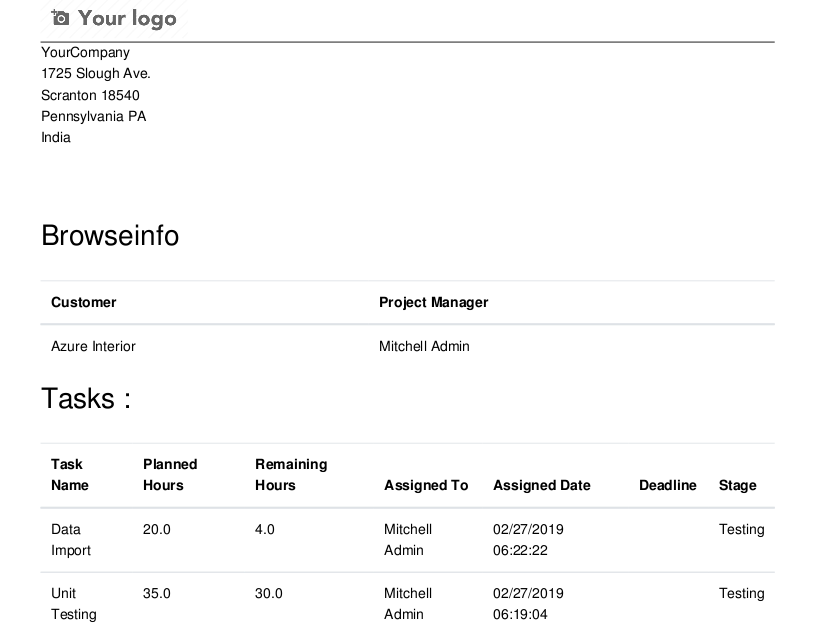 Your logo
YourCompany
1725 Slough Ave.
Scranton 18540
Pennsylvania PA
India
Browseinfo
Customer Project Manager
Azure Interior Mitchell Admin
Tasks :
Task Planned Remaining
Name Hours Hours Assigned To Assigned Date Deadline Stage
Data 20.0 4.0 Mitchell 02/27/2019 Testing
Import Admin 06:22:22
Unit 35.0 30.0 Mitchell 02/27/2019 Testing
Testing Admin 06:19:04